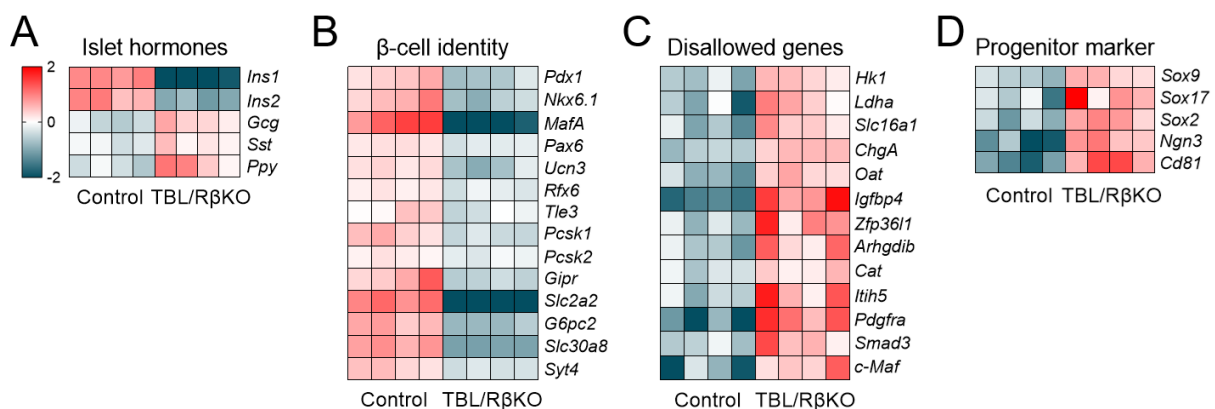 A
Islet hormones
2
0
-2
Ins1
Ins2
Gcg
Sst
Ppy
Control TBL/RβKO
B
β-cell identity
Pdx1
Nkx6.1
MafA
Pax6
Ucn3
Rfx6
Tle3
Pcsk1
Pcsk2
Gipr
Slc2a2
G6pc2
Slc30a8
Syt4
Control TBL/RβKO
C
Disallowed genes
Hk1
Ldha
Slc16a1
ChgA
Oat
Igfbp4
Zfp36l1
Arhgdib
Cat
Itih5
Pdgfra
Smad3
c-Maf
Control TBL/RβKO
D
Progenitor marker
Sox9
Sox17
Sox2
Ngn3
Cd81
Control TBL/RβKO